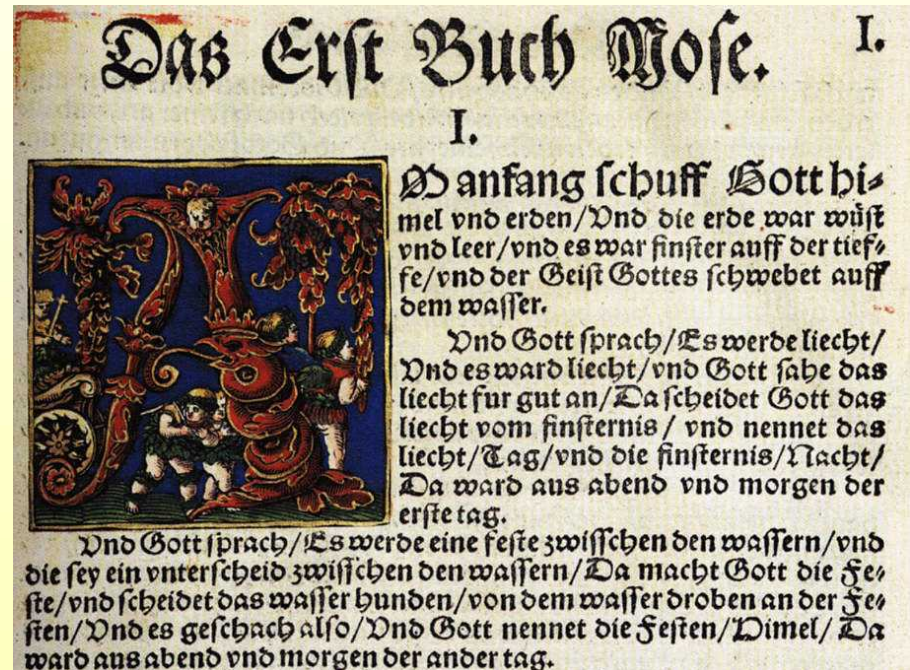 Das Erſt Buch Moſe. I.
I.
AM anfang ſchuff Gott hi⸗
mel vnd erden/Vnd die erde war wüſt
vnd leer/vnd es war finſter auff der tief⸗
fe/vnd der Geiſt Gottes ſchwebet auff
dem waſſer.
Vnd Gott ſprach/Es werde liecht/
Vnd es ward liecht/vnd Gott ſahe das
liecht fur gut an/Da ſcheidet Gott das
liecht vom finſternis/ vnd nennet das
liecht/Tag/vnd die finſternis/Nacht/
Da ward aus abend vnd morgen der
erſte tag.
Vnd Gott ſprach/Es werde eine feſte zwiſſchen den waſſern/vnd
die ſey ein vnterſcheid zwiſſchen den waſſern/Da macht Gott die Fe⸗
ſte/vnd ſcheidet das waſſer hunden/von dem waſſer droben an der Fe⸗
ſten/Vnd es geſchach alſo/Vnd Gott nennet die Feſten/Himel/ Da
ward aus abend vnd morgen der ander tag.